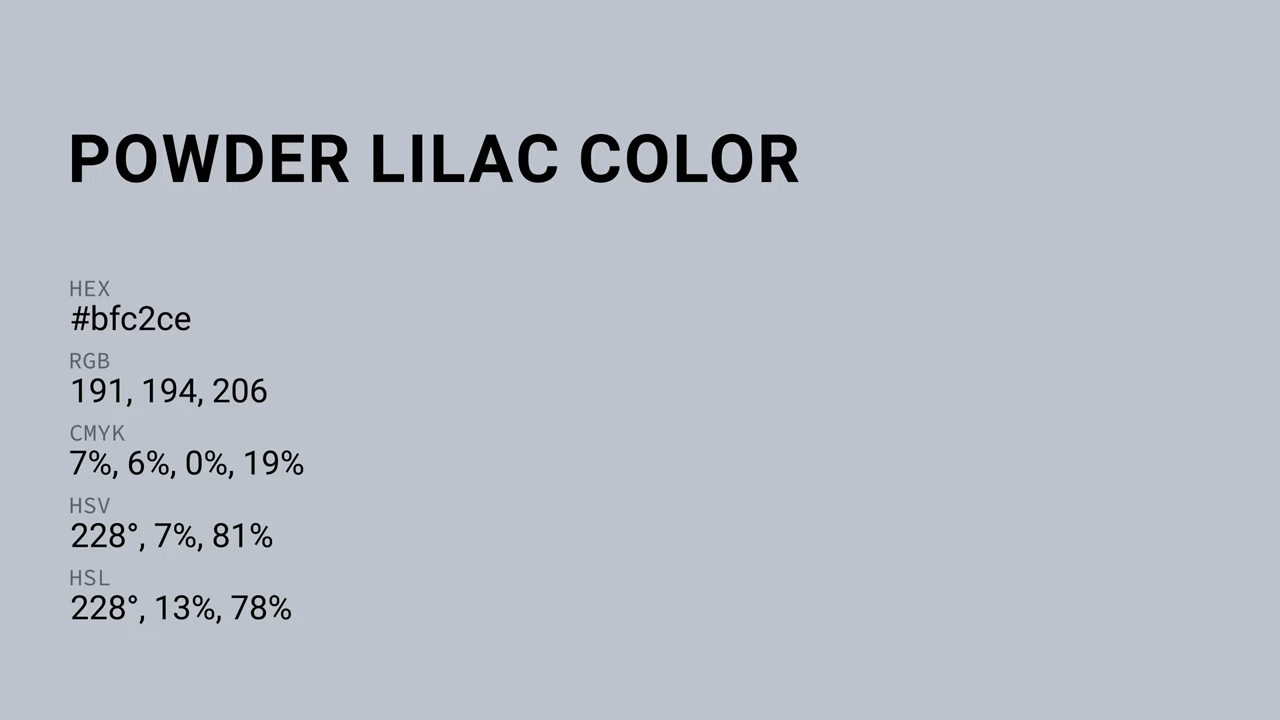 POWDER LILAC COLOR
HEX
#bfc2ce
RGB
191, 194, 206
CMYK
7%, 6%, 0%, 19%
HSV
228°, 7%, 81%
HSL
228°, 13%, 78%